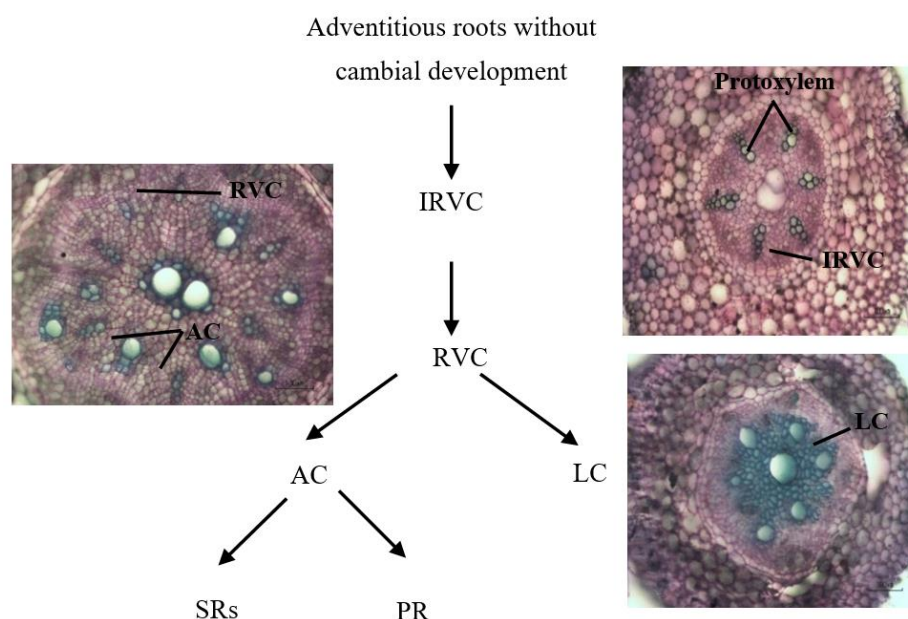 Adventitious roots without
cambial development
Protoxylem
RVC
IRVC
IRVC
AC
RVC
LC
AC
LC
SRs
PR